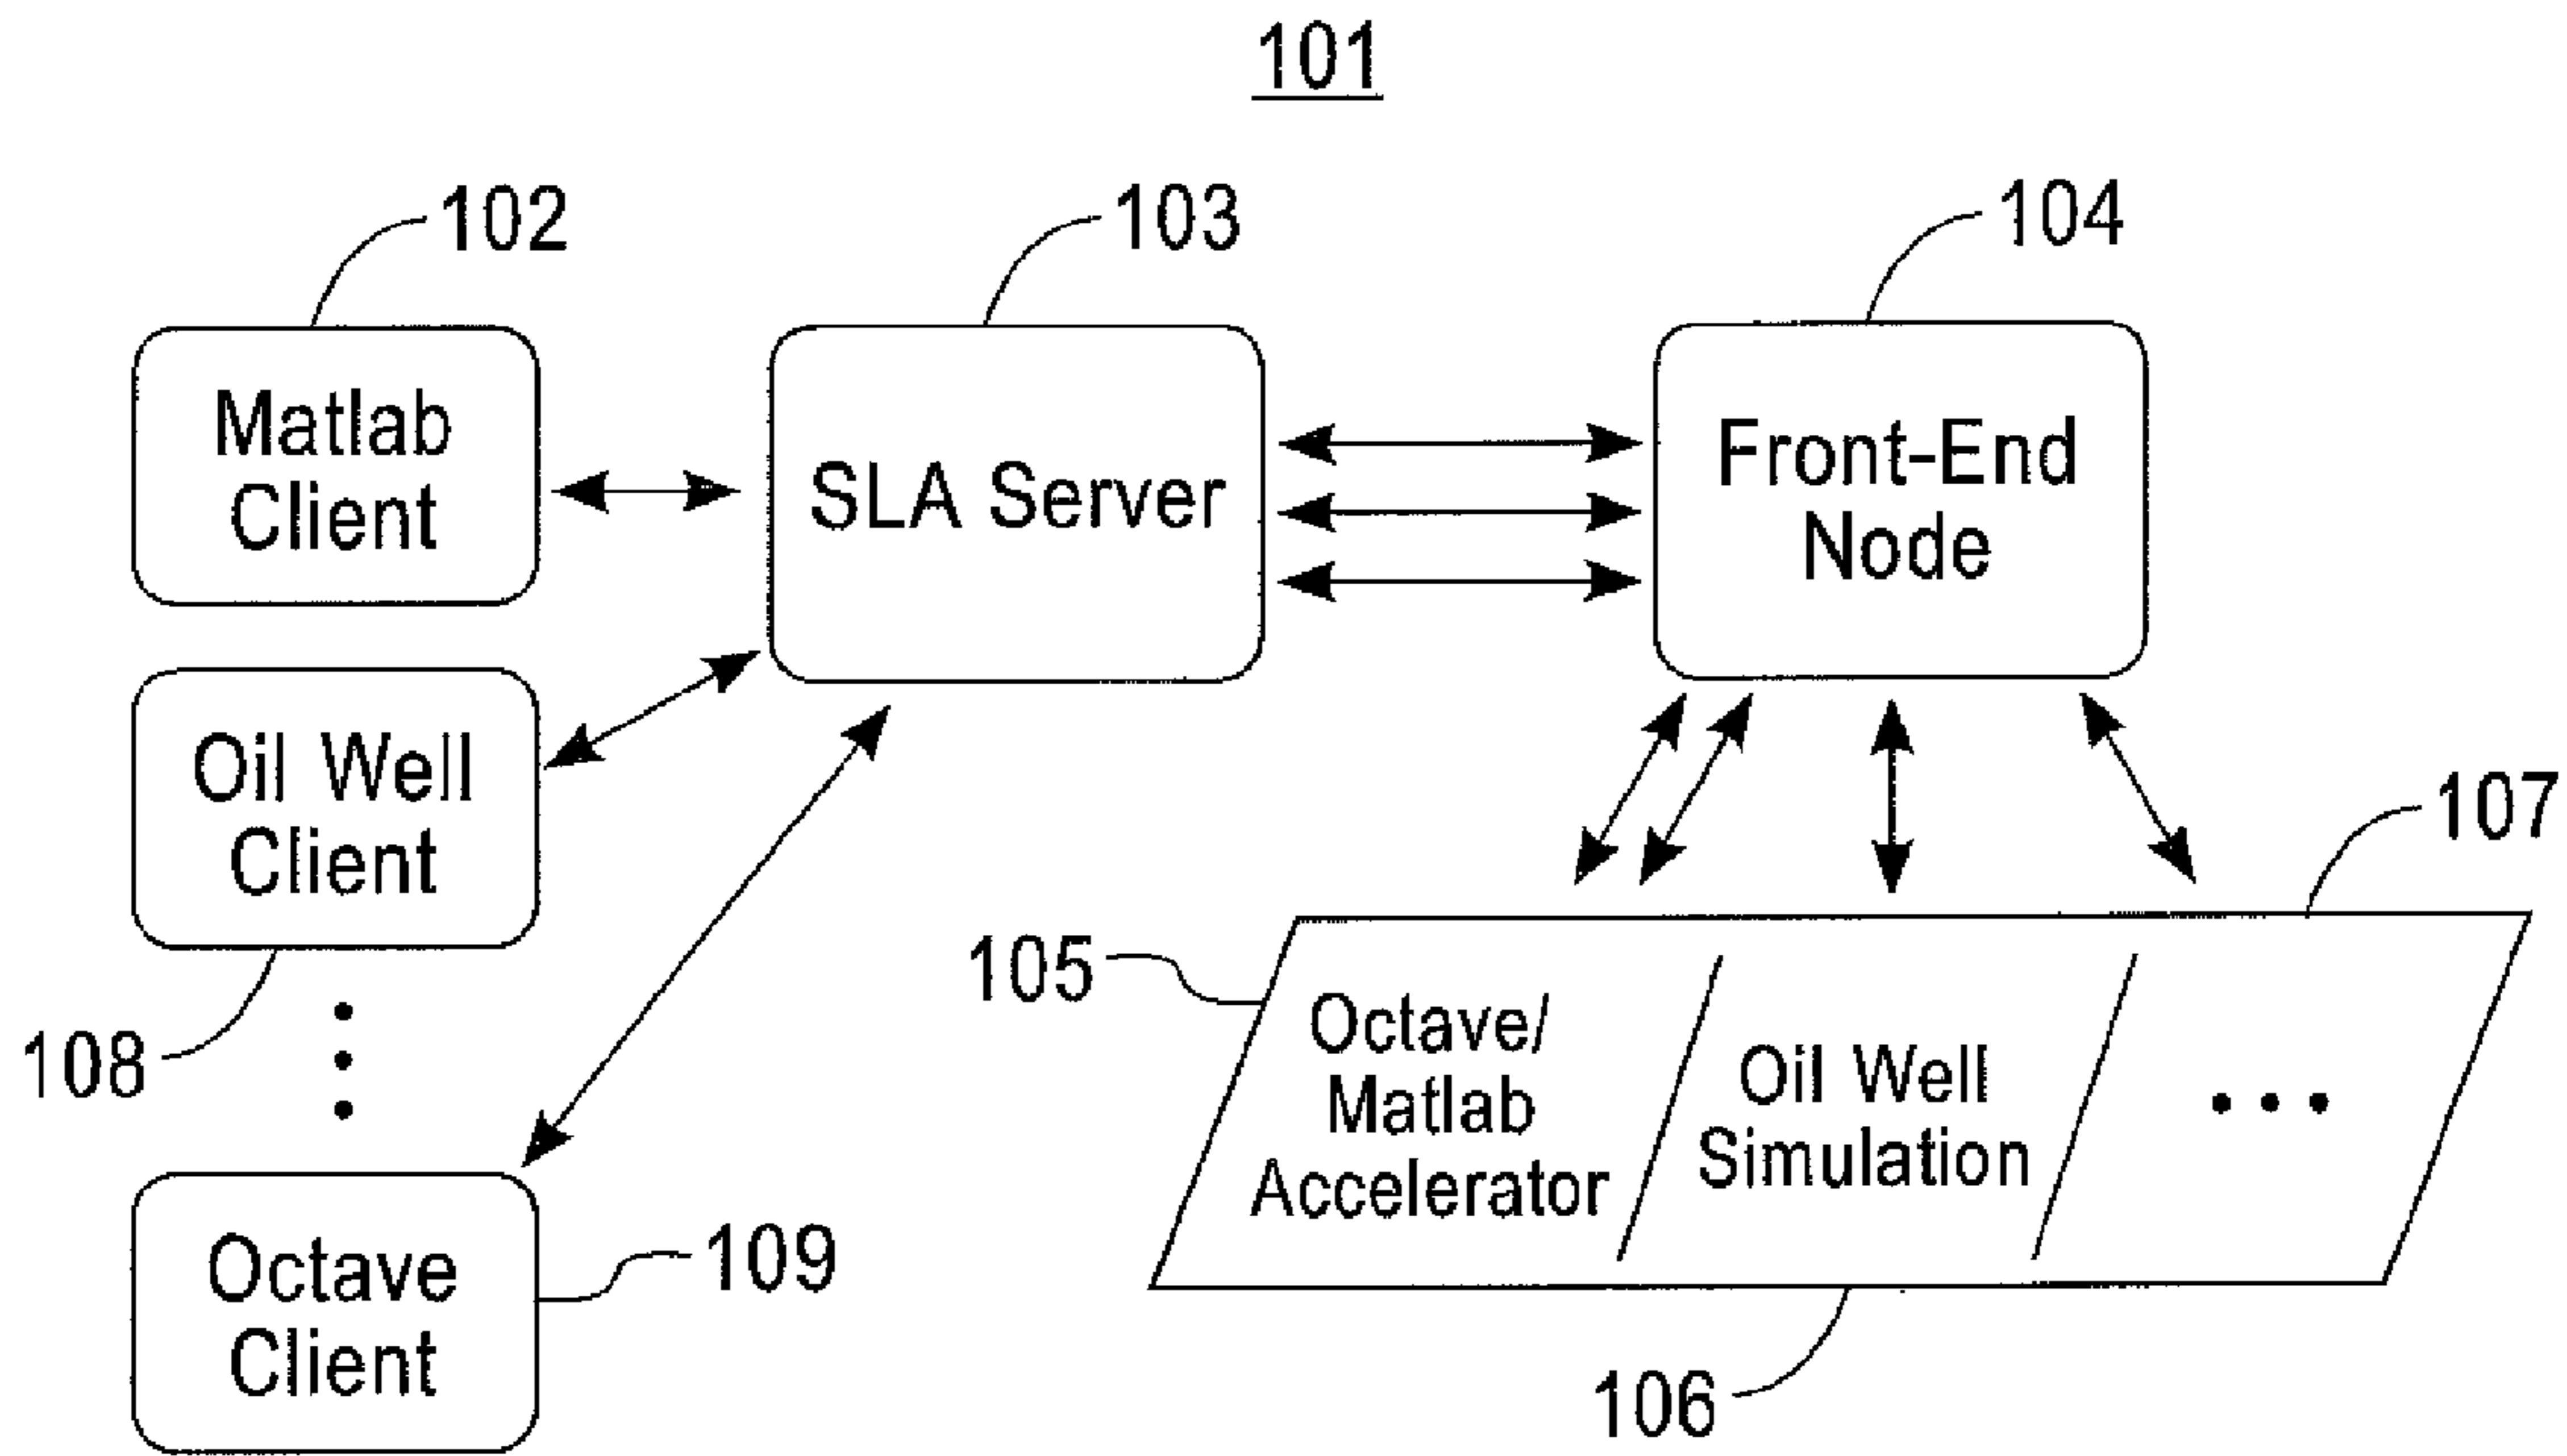 101
102
103
104
Matlab
Client
SLA Server
Front-End
Node
Oil Well
Client
108
107
105
Octave/
Matlab
Accelerator
Oil Well
Simulation
106
Octave
Client
109